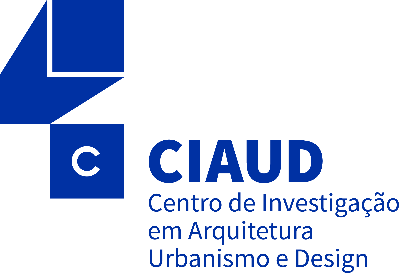 C
CIAUD
Centro de Investigação
em Arquitetura
Urbanismo e Design